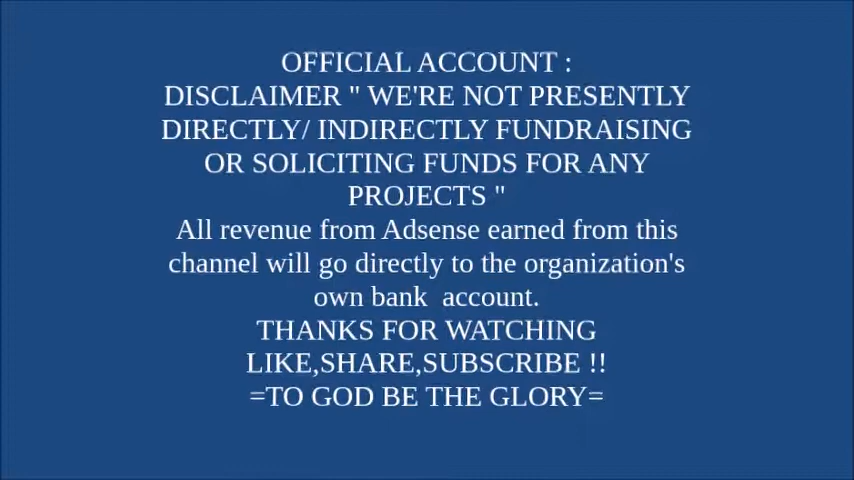 OFFICIAL ACCOUNT :
DISCLAIMER " WE'RE NOT PRESENTLY
DIRECTLY/ INDIRECTLY FUNDRAISING
OR SOLICITING FUNDS FOR ANY
PROJECTS "
All revenue from Adsense earned from this
channel will go directly to the organization's
own bank  account.
THANKS FOR WATCHING
LIKE,SHARE,SUBSCRIBE !!
=TO GOD BE THE GLORY=